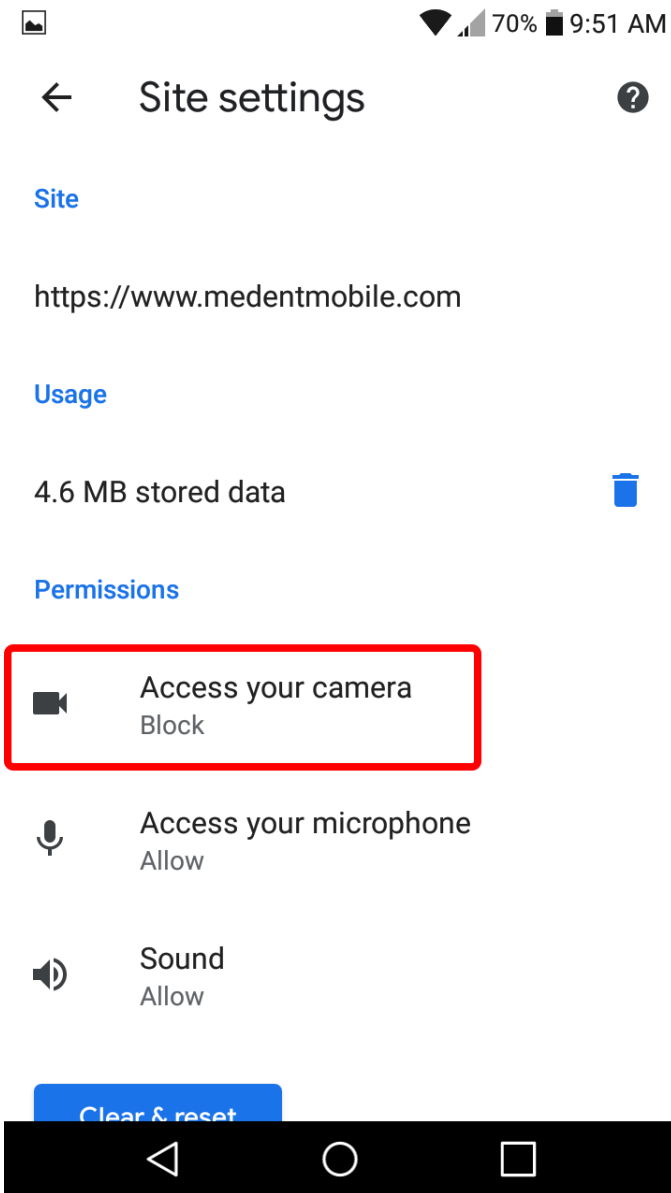 70% 9:51 AM
Site settings
Site
https://www.medentmobile.com
Usage
4.6 MB stored data
Permissions
Access your camera
Block
Access your microphone
Allow
Sound
Allow
Clear & reset